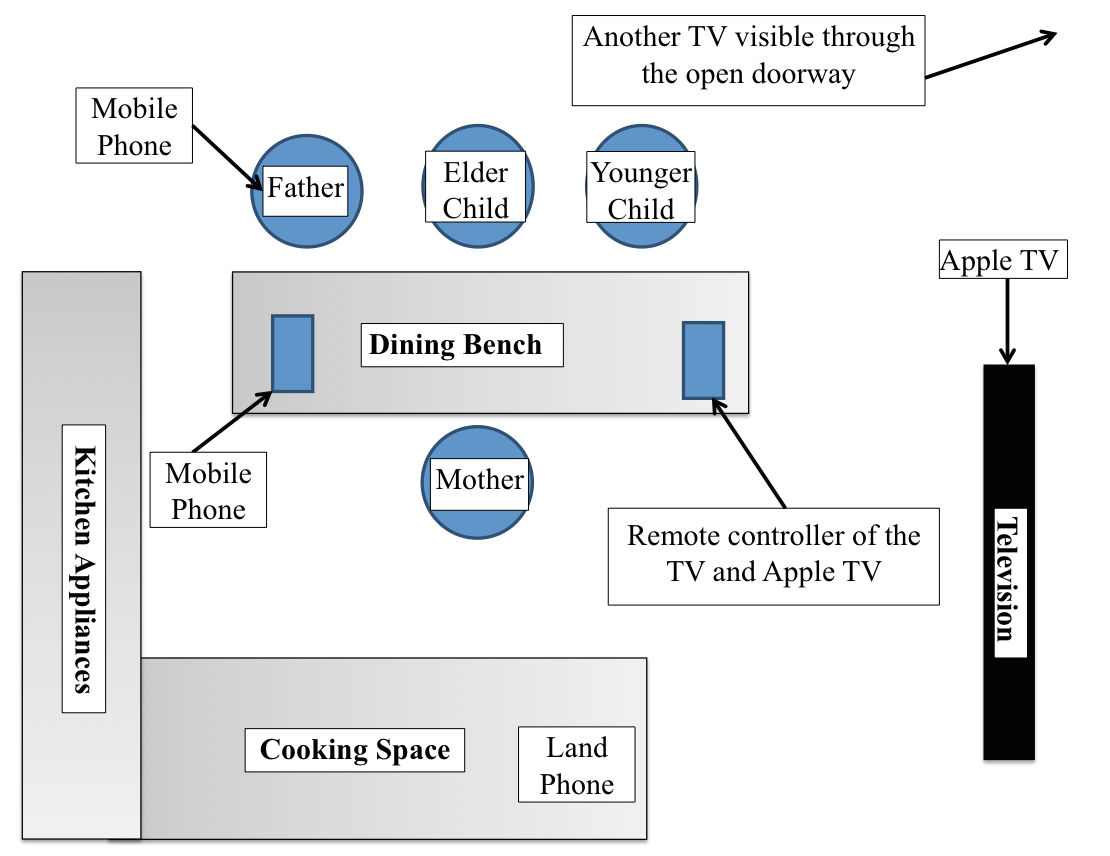 Another TV visible through
the open doorway
Mobile
Phone
Father
Elder
Child
Younger
Child
Apple TV
Dining Bench
Mobile
Phone
Mother
Remote controller of the
TV and Apple TV
Kitchen Appliances
Television
Cooking Space
Land
Phone